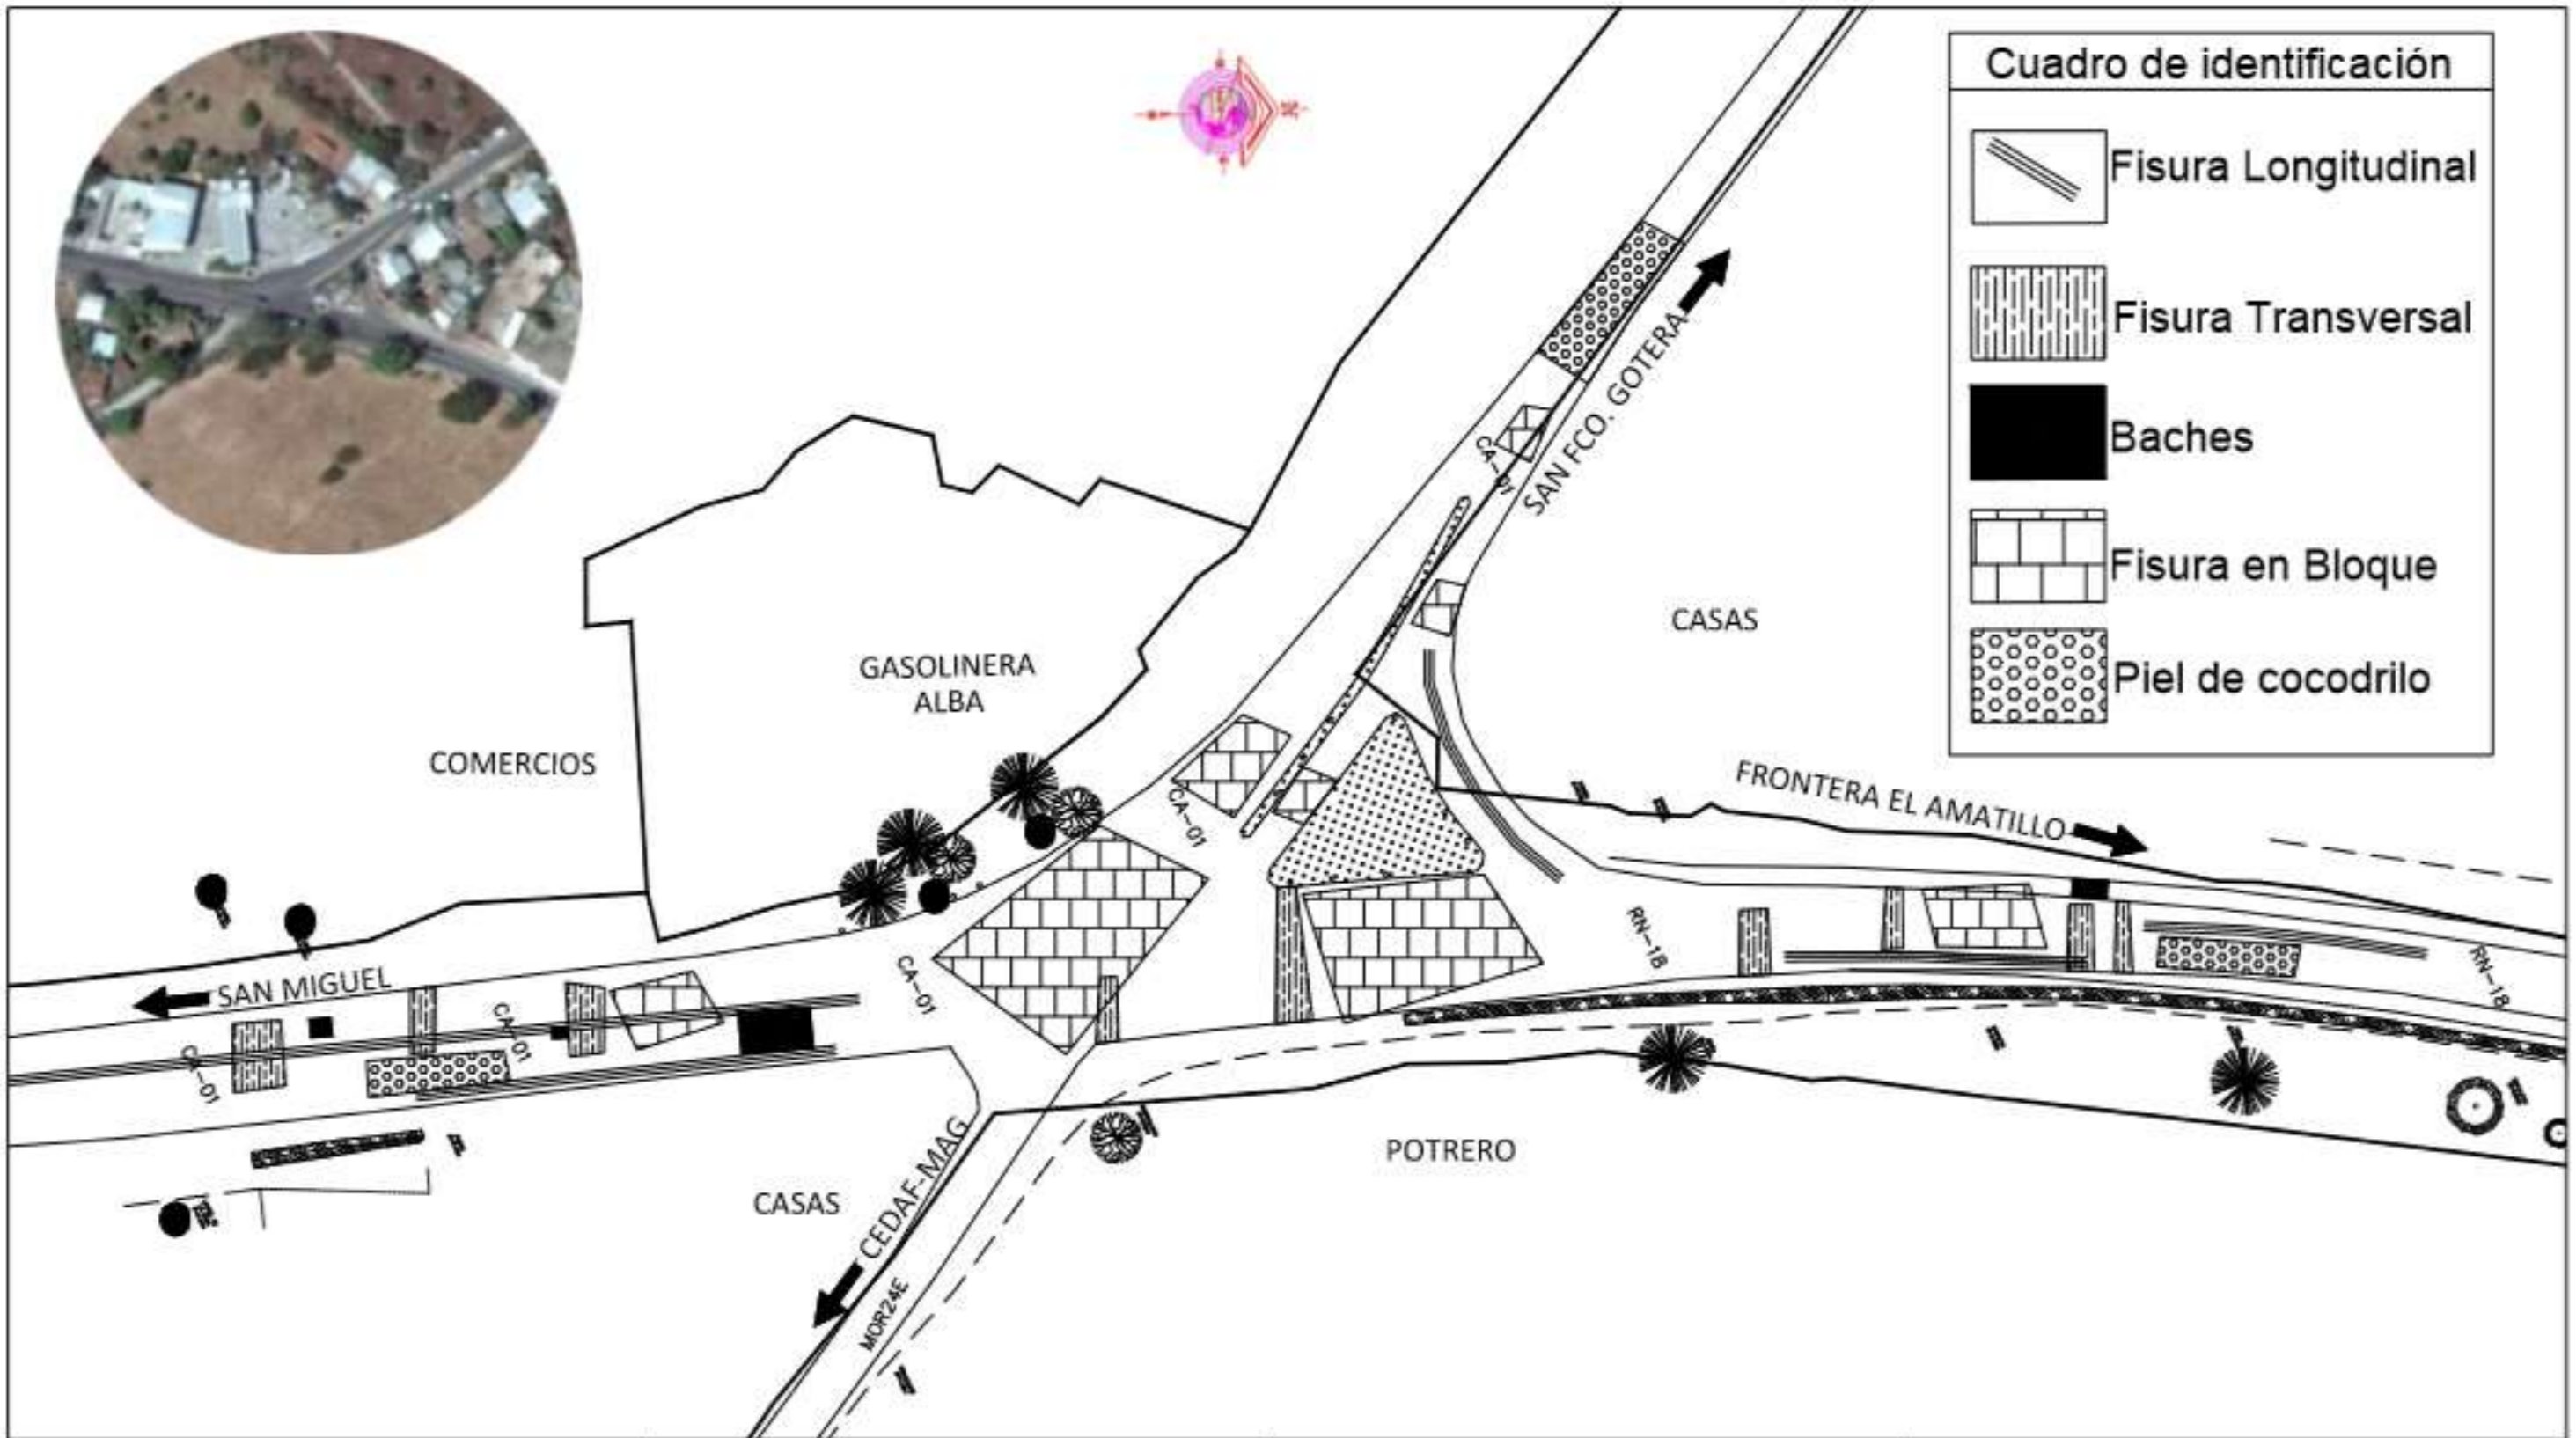 Cuadro de identificación
Fisura Longitudinal
Fisura Transversal
Baches
Fisura en Bloque
Piel de cocodrilo
SAN FCO. GOTERA
CA-01
CASAS
GASOLINERA
ALBA
COMERCIOS
FRONTERA EL AMATILLO
CA-01
RN-18
RN-18
CA-01
SAN MIGUEL
CA-01
CA-01
CEDAF-MAG
POTRERO
CASAS
MOR24E